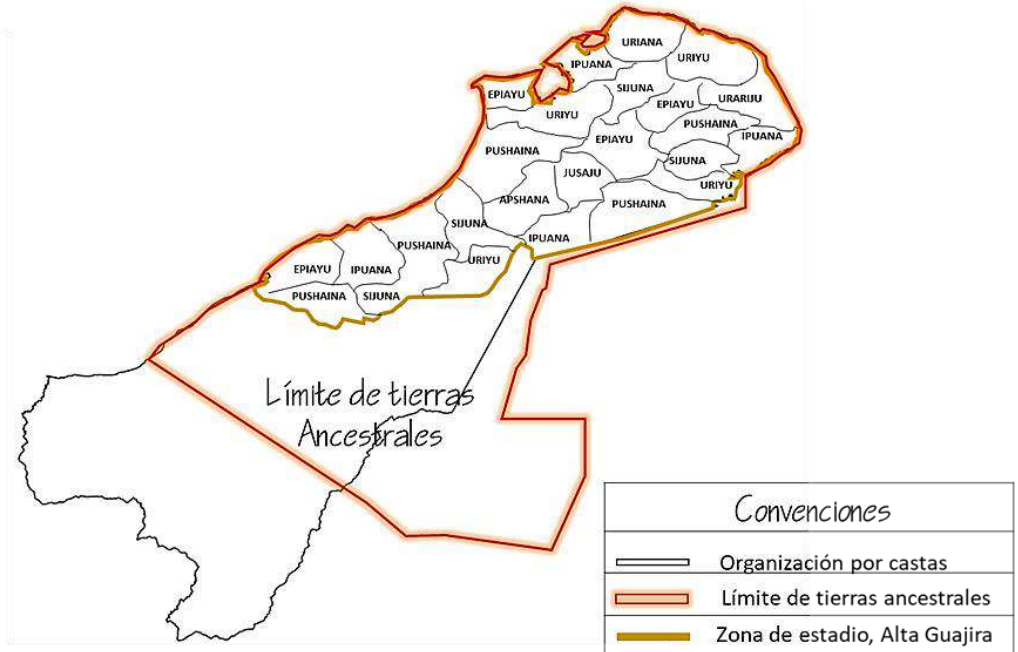 URIANA
IPUANA
URIYU
SIJUNA
EPIAYU
EPIAYU
URARIJU
URIYU
PUSHAINA
IPUANA
EPIAYU
PUSHAINA
SIJUNA
JUSAJU
URIYU
APSHANA
PUSHAINA
SIJUNA
IPUANA
PUSHAINA
URIYU
EPIAYU
IPUANA
PUSHAINA
SIJUNA
Límite de tierras
Ancestrales
Convenciones
Organización por castas
Límite de tierras ancestrales
Zona de estadio, Alta Guajira